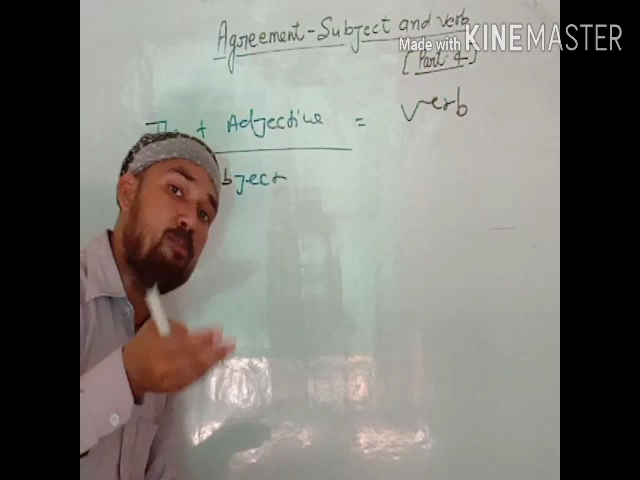 Agreement - Subject and verb
Made with KINEMASTER
[Part 4]
+ Adjective = verb
bject